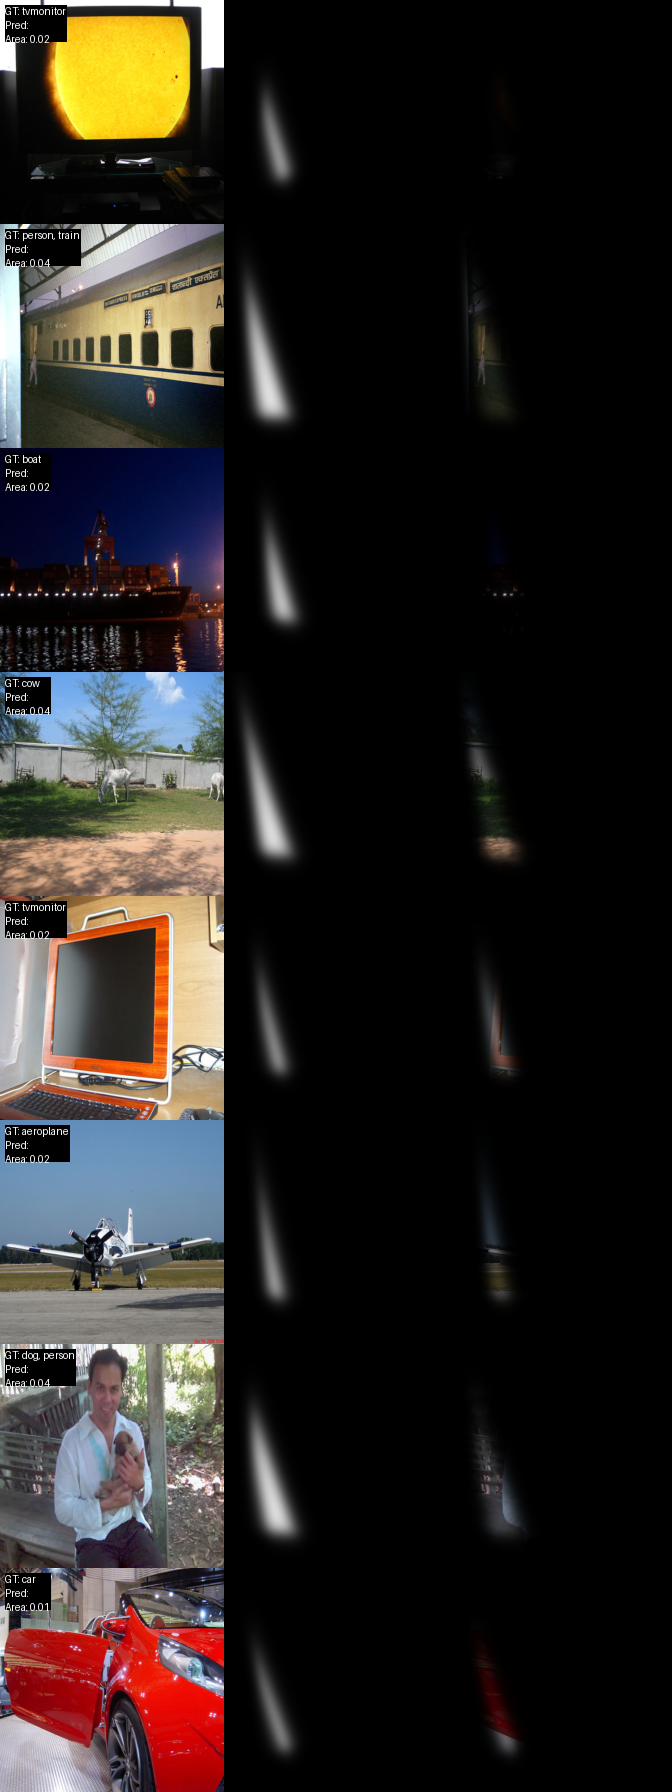 GT: tvmonitor
Pred:
Area: 0.02
GT: person, train
Pred:
Area: 0.04
GT: boat
Pred:
Area: 0.02
GT: cow
Pred:
Area: 0.04
GT: tvmonitor
Pred:
Area: 0.02
GT: aeroplane
Pred:
Area: 0.02
GT: dog, person
Pred:
Area: 0.04
GT: car
Pred:
Area: 0.01